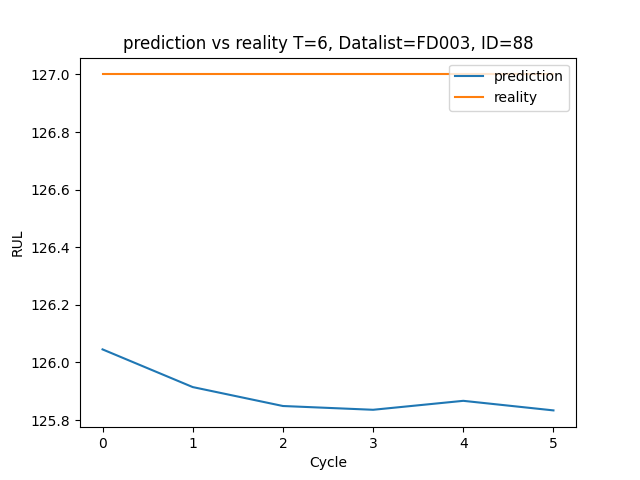 prediction vs reality T=6, Datalist=FD003, ID=88
127.0
126.8
126.6
126.4
126.2
126.0
125.8
RUL
prediction
reality
0 1 2 3 4 5
Cycle